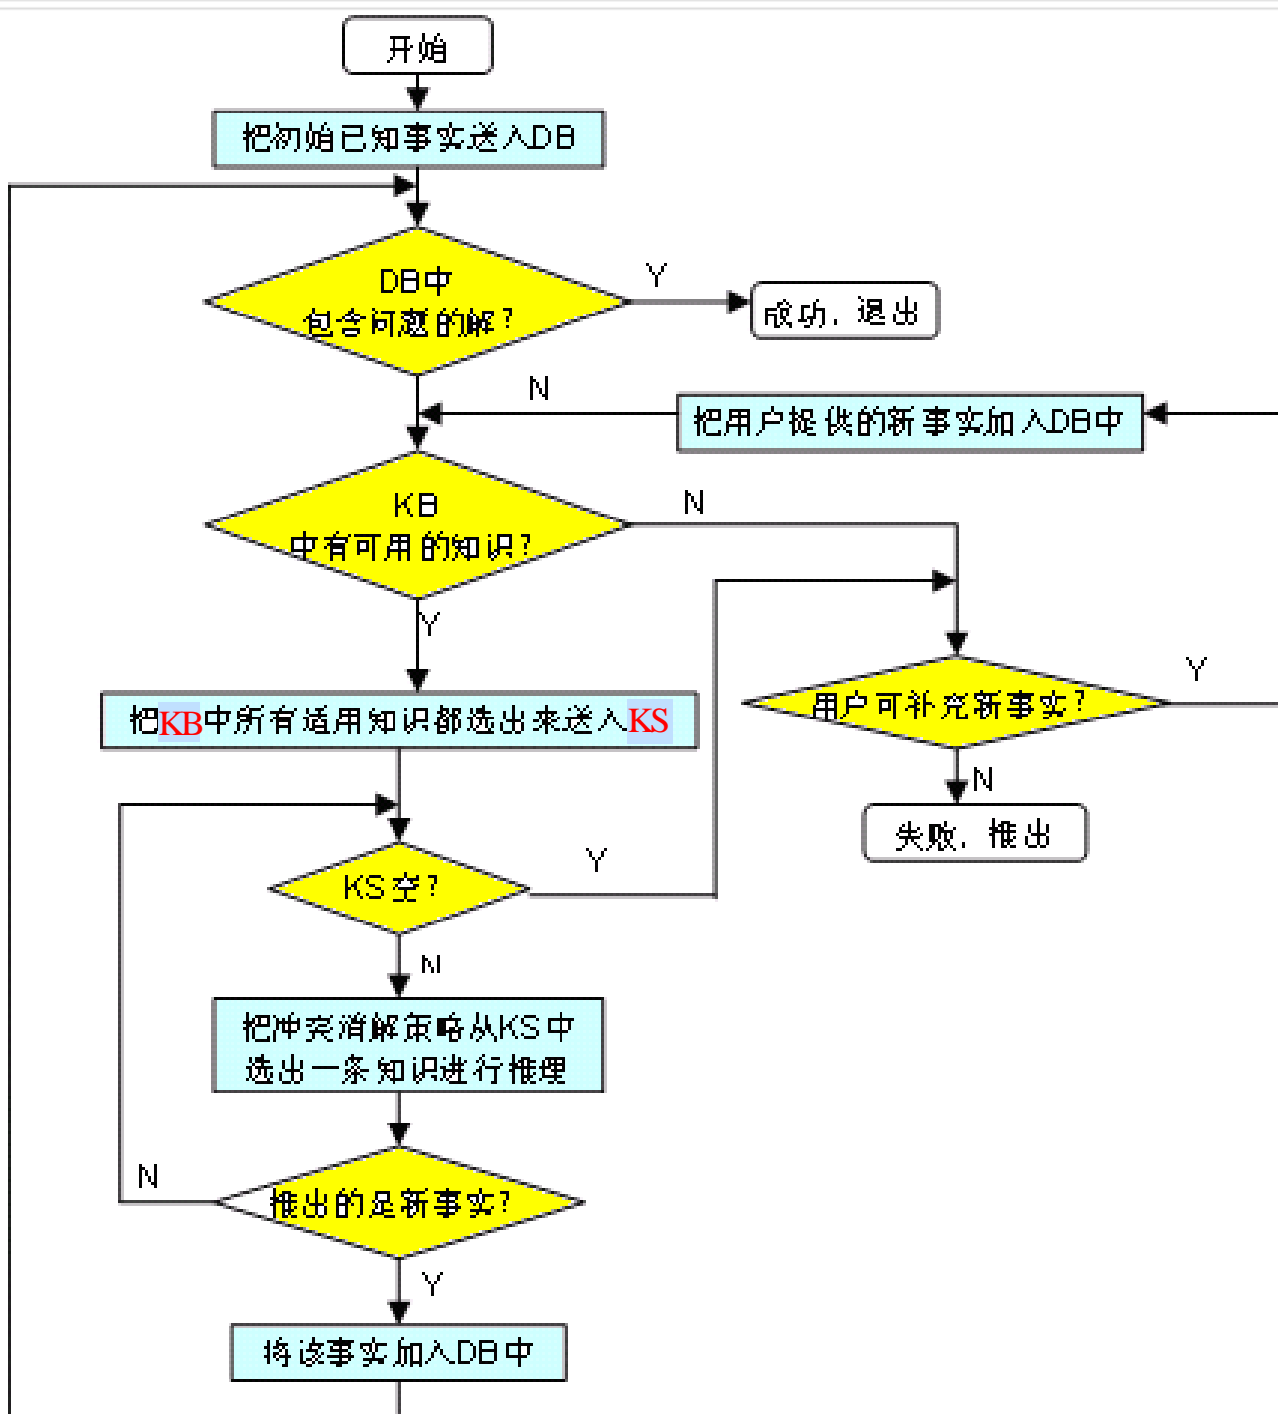 开始
把初始已知事实送入DB
DB中
包含问题的解?
Y
成功,退出
N
把用户提供的新事实加入DB中
KB
中有可用的知识?
N
Y
把KB中所有适用知识都选出来送入KS
用户可补充新事实?
Y
N
失败,推出
KS空?
Y
N
把冲突消解策略从KS中
选出一条知识进行推理
推出的是新事实?
N
Y
将该事实加入DB中